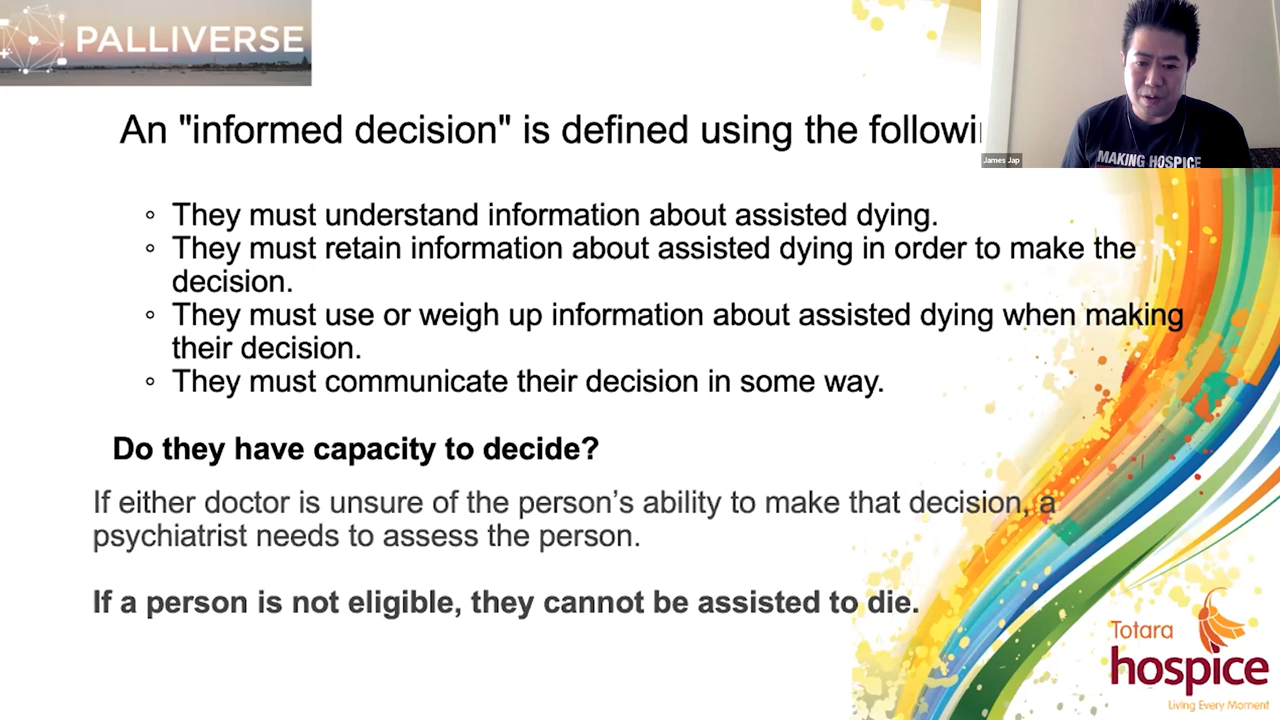 PALLIVERSE
An "informed decision" is defined using the
James Jap
MAKING HOSPICE
◦ They must understand information about assisted dying.
◦ They must retain information about assisted dying in order to make the
decision.
◦ They must use or weigh up information about assisted dying when making
their decision.
◦ They must communicate their decision in some way.
Do they have capacity to decide?
If either doctor is unsure of the person’s ability to make that decision, a
psychiatrist needs to assess the person.
If a person is not eligible, they cannot be assisted to die.
Totara
hospice
Living Every Moment